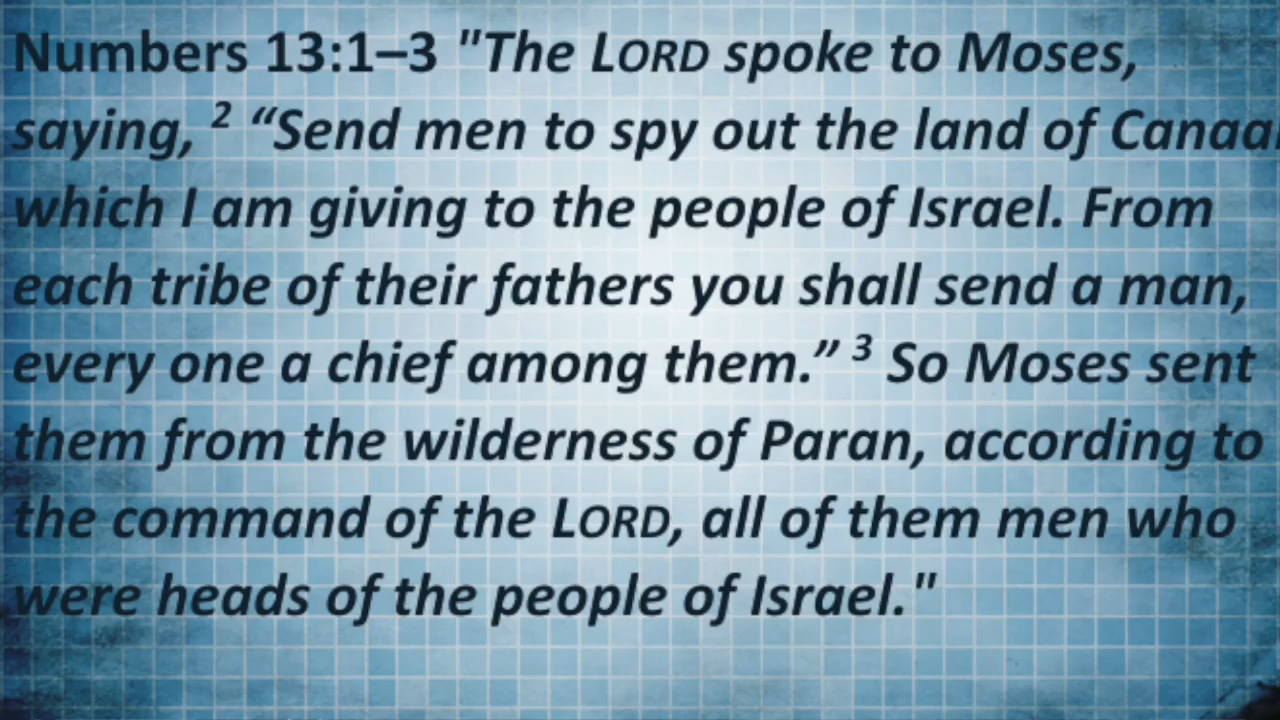 Numbers 13:1–3 "The LORD spoke to Moses,
saying, ² “Send men to spy out the land of
which I am giving to the people of Israel. From
each tribe of their fathers you shall send a man,
every one a chief among them.” ³ So Moses sent
them from the wilderness of Paran, according to
the command of the LORD, all of them men who
were heads of the people of Israel."